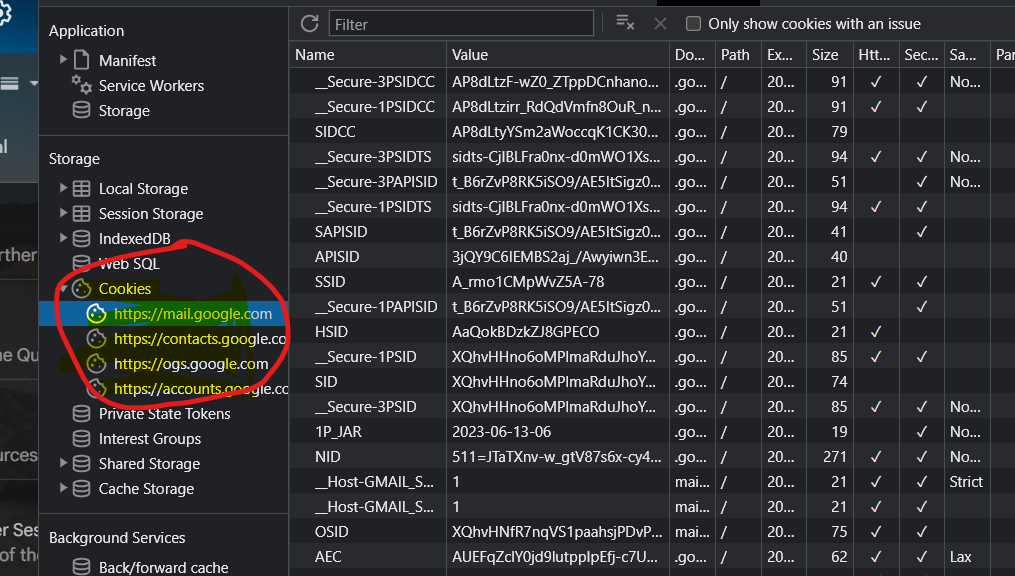 Application
Manifest
Service Workers
Storage
Storage
Local Storage
Session Storage
IndexedDB
Web SQL
Cookies
https://mail.google.com
https://contacts.google.co
https://ogs.google.com
https://accounts.google.co
Private State Tokens
Interest Groups
Shared Storage
Cache Storage
Background Services
Back/forward cache
Filter
Only show cookies with an issue
Name Value Do... Path Ex... Size Htt... Sec... Sa... Par
__Secure-3PSIDCC AP8dLtzF-wZ0_ZTppDCnhano... .go... / 20... 91 ✓ ✓ No...
__Secure-1PSIDCC AP8dLtzirr_RdQdVmfn8OuR_n... .go... / 20... 91 ✓ ✓
SIDCC AP8dLtyYSm2aWoccqK1CK30... .go... / 20... 79
__Secure-3PSIDTS sidts-CjIBLFra0nx-d0mWO1Xs... .go... / 20... 94 ✓ ✓ No...
__Secure-3PAPISID t_B6rZvP8RK5iSO9/AE5ItSigz0... .go... / 20... 51 ✓ No...
__Secure-1PSIDTS sidts-CjIBLFra0nx-d0mWO1Xs... .go... / 20... 94 ✓ ✓
SAPISID t_B6rZvP8RK5iSO9/AE5ItSigz0... .go... / 20... 41 ✓
APISID 3jQY9C6IEMBS2aj_/Awyiwn3E... .go... / 20... 40
SSID A_rmo1CMpWvZ5A-78 .go... / 20... 21 ✓ ✓
__Secure-1PAPISID t_B6rZvP8RK5iSO9/AE5ItSigz0... .go... / 20... 51 ✓
HSID AaQokBDzkZJ8GPECO .go... / 20... 21 ✓
__Secure-1PSID XQhvHHno6oMPlmaRduJhoY... .go... / 20... 85 ✓ ✓
SID XQhvHHno6oMPlmaRduJhoY... .go... / 20... 74
__Secure-3PSID XQhvHHno6oMPlmaRduJhoY... .go... / 20... 85 ✓ ✓ No...
1P_JAR 2023-06-13-06 .go... / 20... 19 ✓ No...
NID 511=JTaTXnv-w_gtV87s6x-cy4... .go... / 20... 271 ✓ ✓ No...
__Host-GMAIL_S... 1 mai... / 20... 21 ✓ ✓ Strict
__Host-GMAIL_S... 1 mai... / 20... 21 ✓ ✓
OSID XQhvHNfR7nqVS1paahsjPDvP... mai... / 20... 75 ✓ ✓
AEC AUEFqZclY0jd9lutppIpEfj-c7U... .go... / 20... 62 ✓ ✓ Lax